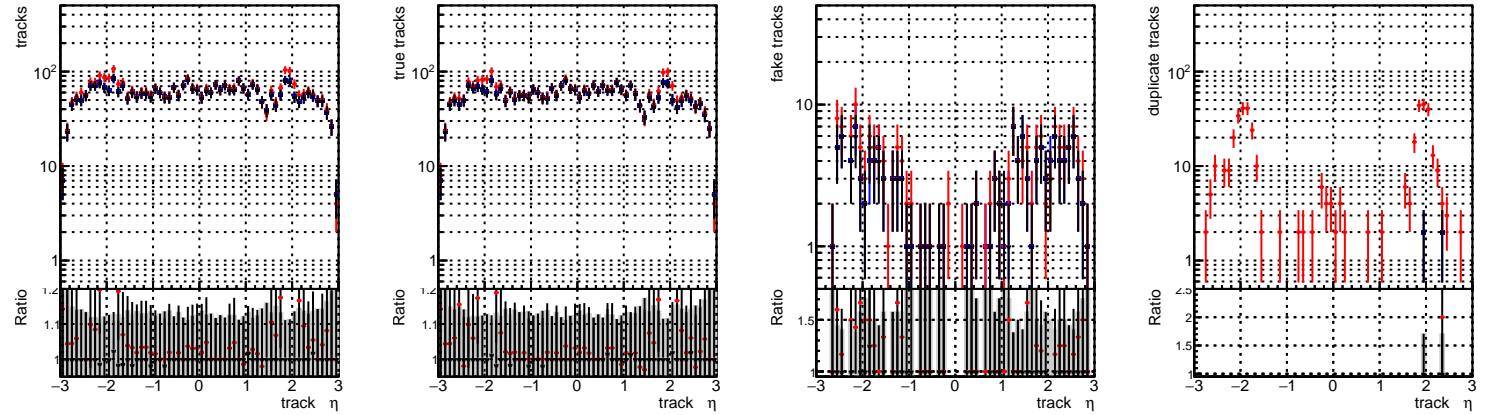 tracks
10²
10
1
Ratio
1.2
1.1
1
−3 −2 −1 0 1 2 3
track η
true tracks
10²
10
1
Ratio
1.2
1.1
1
−3 −2 −1 0 1 2 3
track η
fake tracks
10
1
Ratio
1.5
1
−3 −2 −1 0 1 2 3
track η
duplicate tracks
10²
10
1
Ratio
2.5
2
1.5
1
−3 −2 −1 0 1 2 3
track η